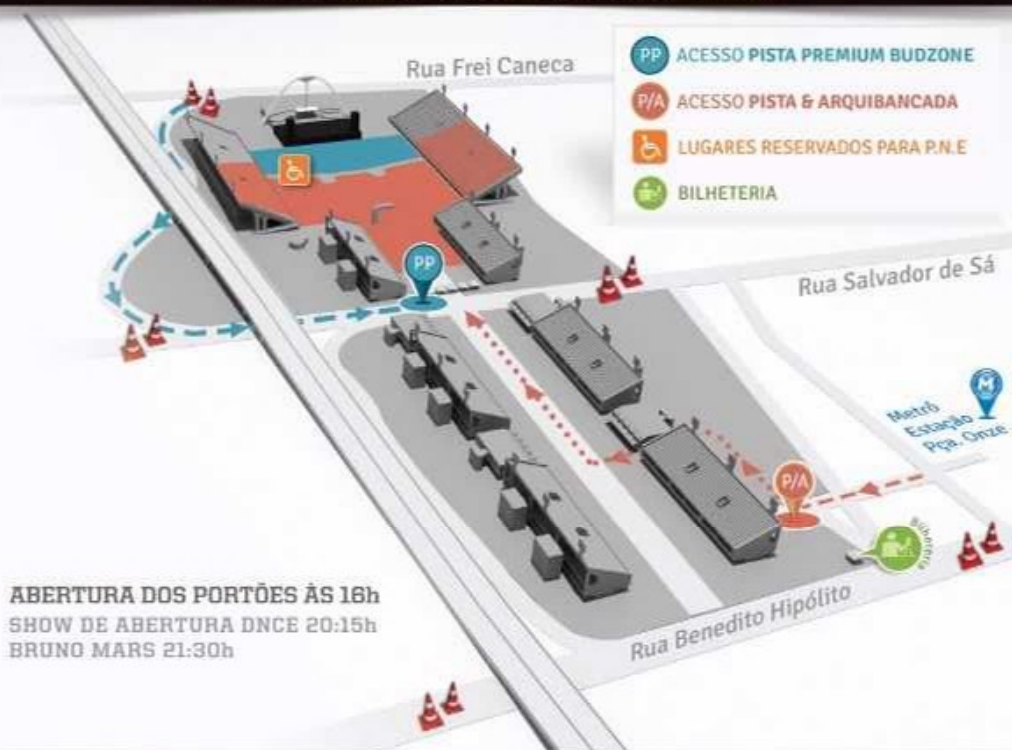 Rua Frei Caneca
PP ACESSO PISTA PREMIUM BUDZONE
P/A ACESSO PISTA & ARQUIBANCADA
LUGARES RESERVADOS PARA P.N.E
BILHETERIA
PP
Rua Salvador de Sá
M
Metrô
Estação
Pça. Onze
P/A
Bilheteria
Rua Benedito Hipólito
ABERTURA DOS PORTÕES ÀS 16h
SHOW DE ABERTURA DNCE 20:15h
BRUNO MARS 21:30h